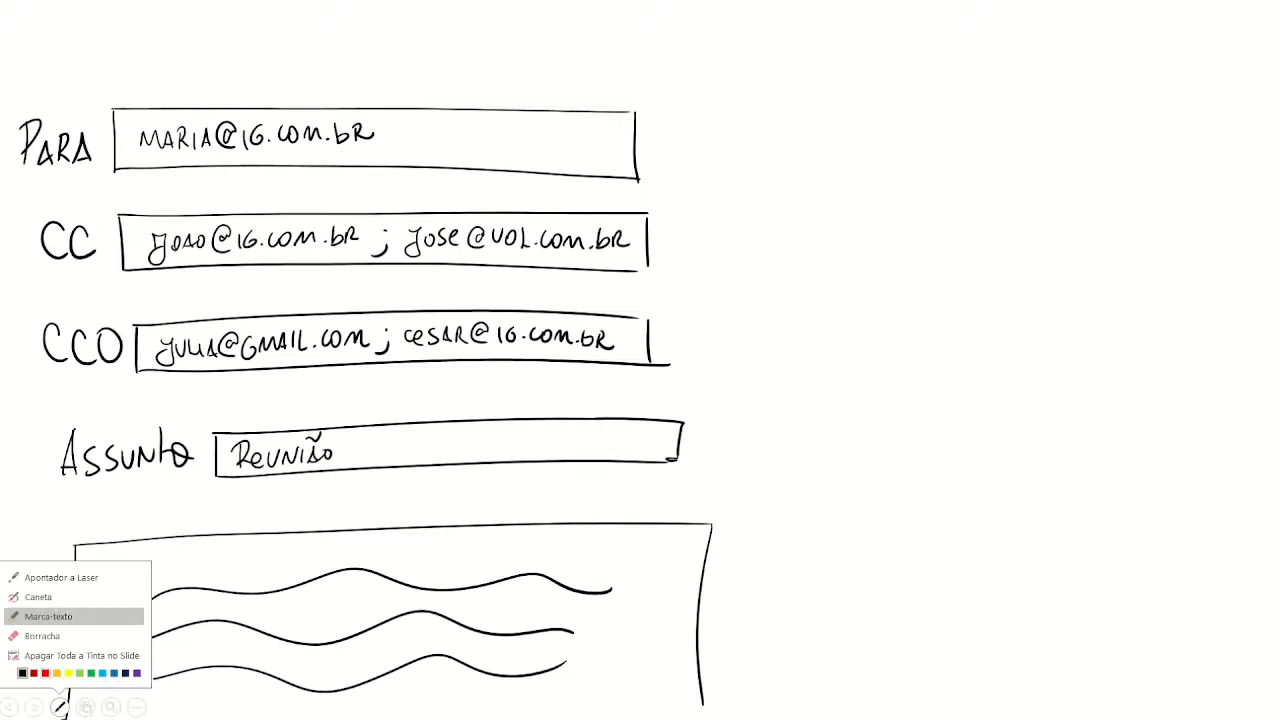 PARA MARIA@IG.COM.BR
CC JOAO@IG.COM.BR ; JOSE@UOL.COM.BR
CCO JULIA@GMAIL.COM ; CESAR@IG.COM.BR
ASSUNTO REUNIÃO
Apontador a Laser
Caneta
Marca-texto
Borracha
Apagar Toda a Tinta no Slide